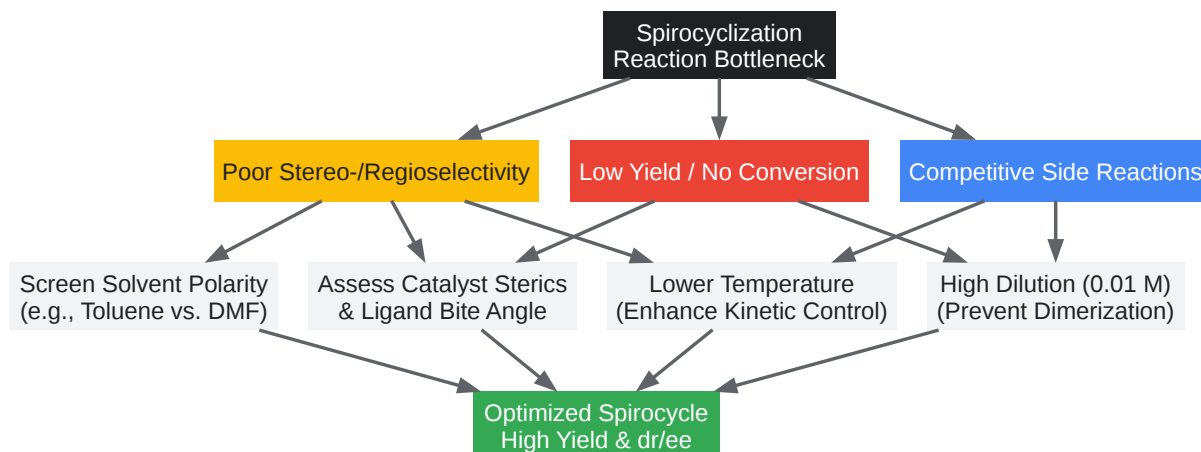 Spirocyclization
Reaction Bottleneck
Poor Stereo-/Regioselectivity
Low Yield / No Conversion
Competitive Side Reactions
Screen Solvent Polarity
(e.g., Toluene vs. DMF)
Assess Catalyst Sterics
& Ligand Bite Angle
Lower Temperature
(Enhance Kinetic Control)
High Dilution (0.01 M)
(Prevent Dimerization)
Optimized Spirocycle
High Yield & dr/ee